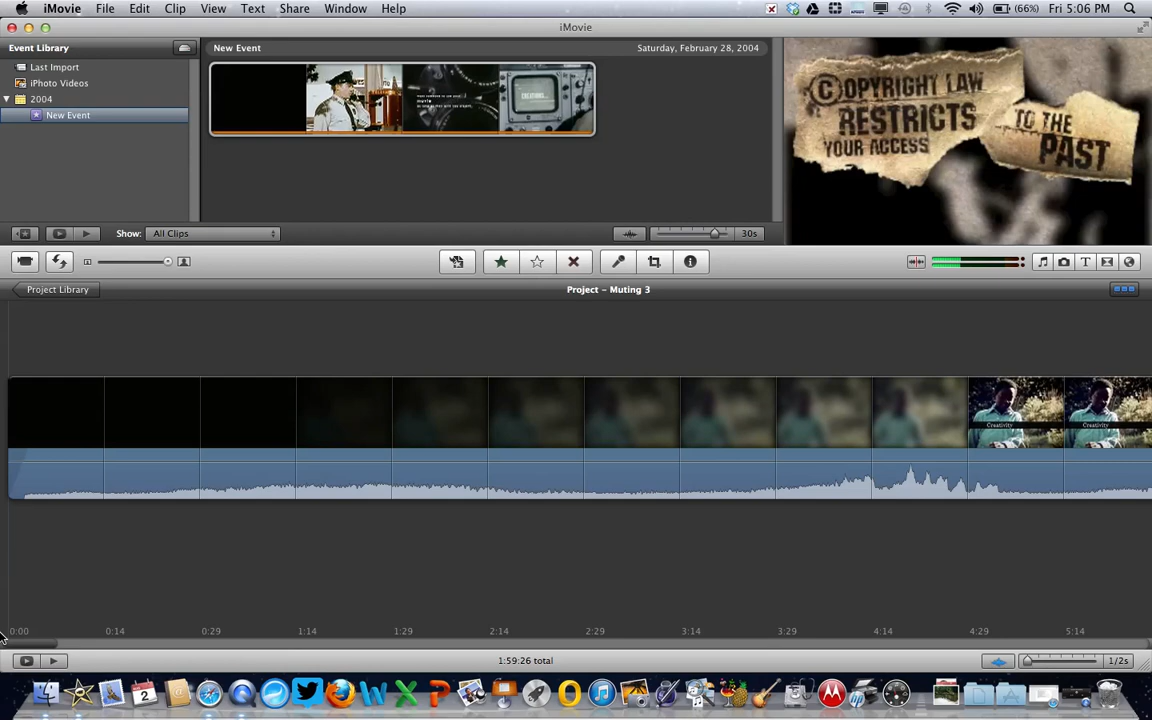 iMovie File Edit Clip View Text Share Window Help (66%) Fri 5:06 PM
iMovie
Event Library
Last Import
iPhoto Videos
2004
New Event
New Event Saturday, February 28, 2004
CREATIONS...
COPYRIGHT LAW
RESTRICTS
YOUR ACCESS
TO THE
PAST
Show: All Clips 30s
Project Library Project – Muting 3
Creativity Creativity
0:00 0:14 0:29 1:14 1:29 2:14 2:29 3:14 3:29 4:14 4:29 5:14
1:59:26 total 1/2s
2